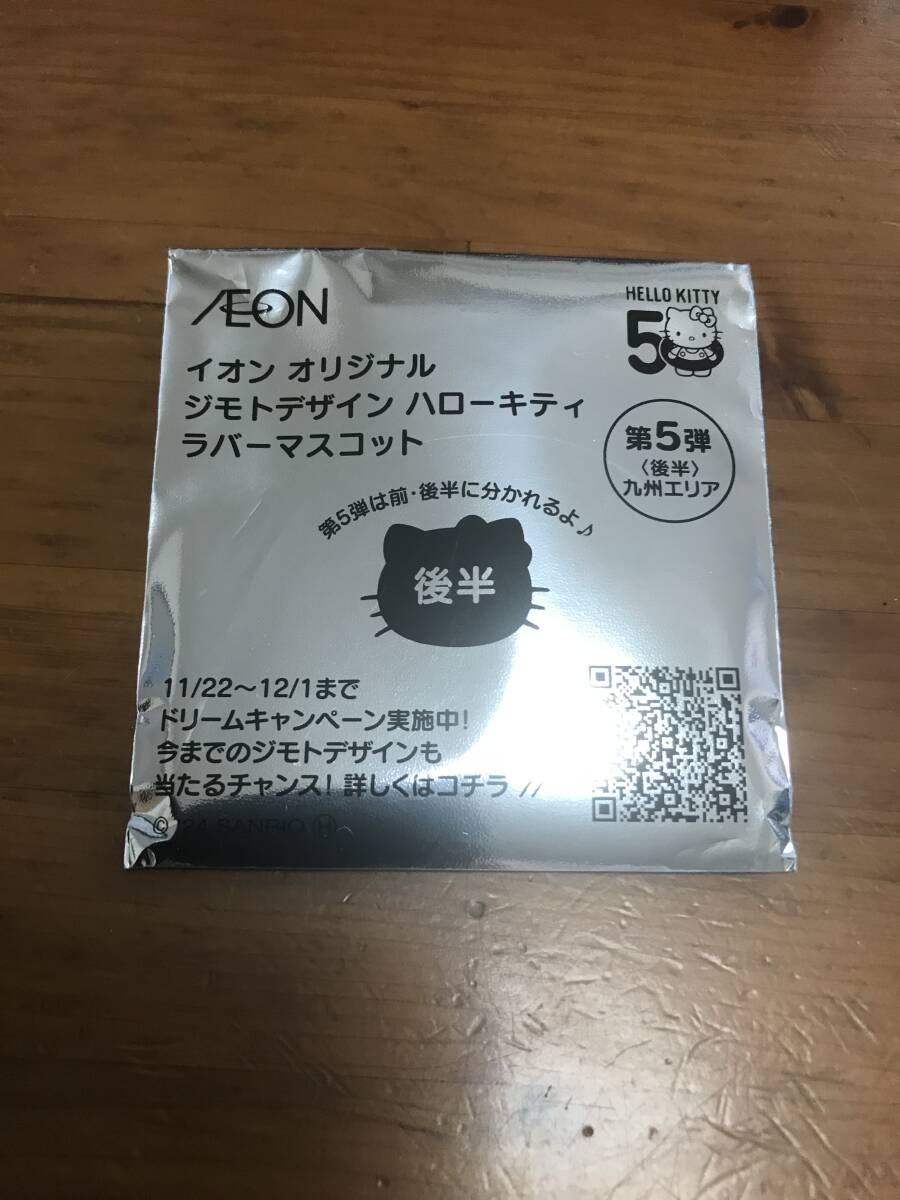 ÆON
HELLO KITTY
50
イオン オリジナル
ジモトデザイン ハローキティ
ラバーマスコット
第5弾
〈後半〉
九州エリア
第5弾は前・後半に分かれるよ♪
後半
11/22〜12/1まで
ドリームキャンペーン実施中!
今までのジモトデザインも
当たるチャンス! 詳しくはコチラ //
© 24 SANRIO Ⓗ